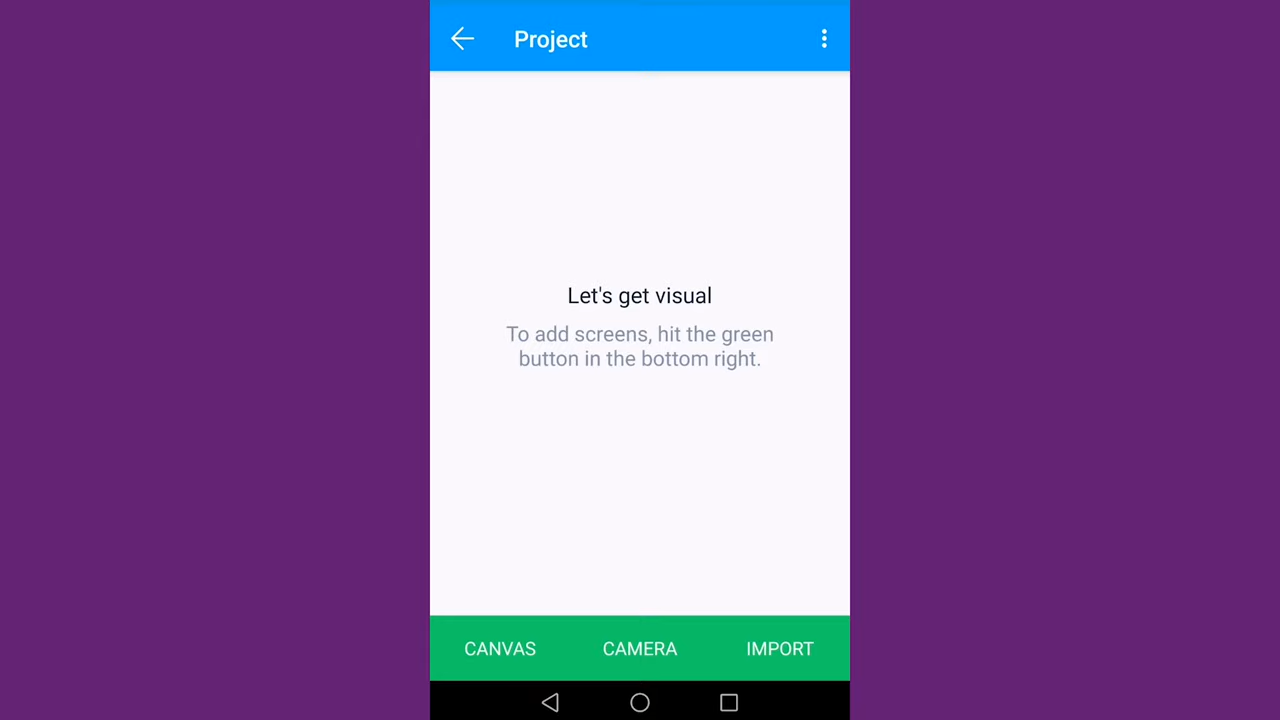 Project
Let's get visual
To add screens, hit the green
button in the bottom right.
CANVAS CAMERA IMPORT